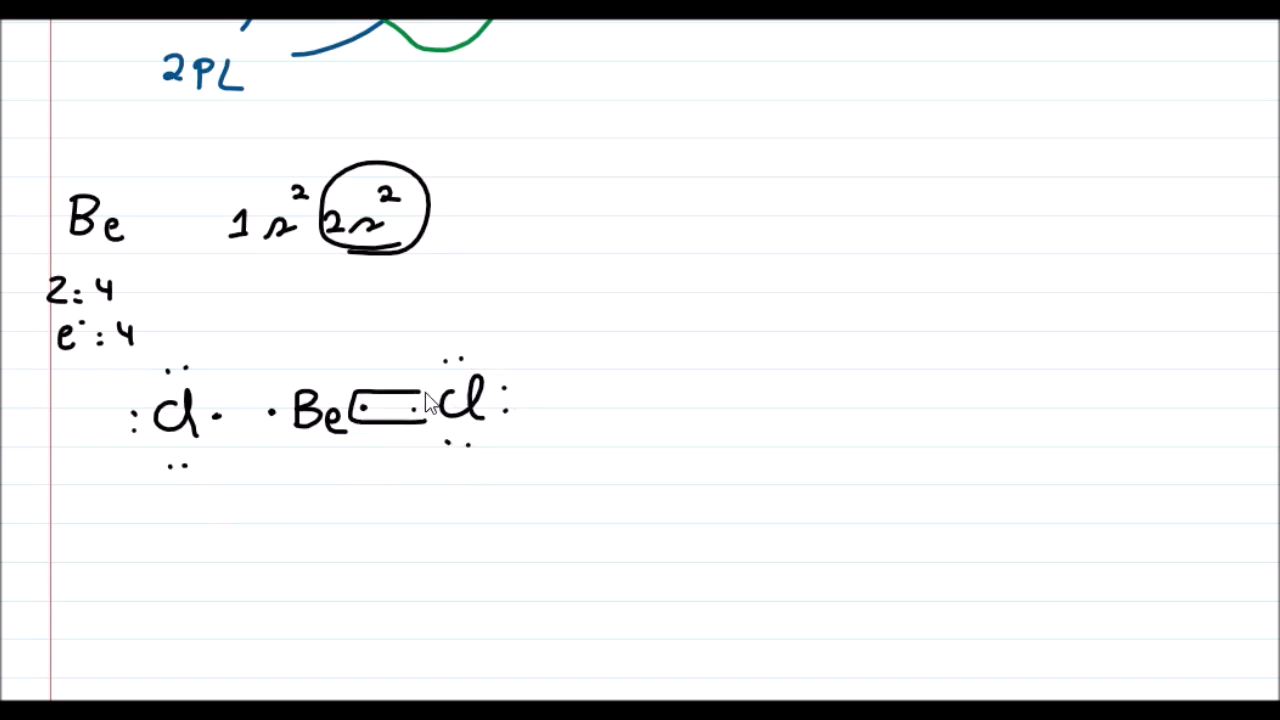 2PL
Be 1s² 2s²
Z: 4
e⁻: 4
:Cl· ·Be· ·Cl: